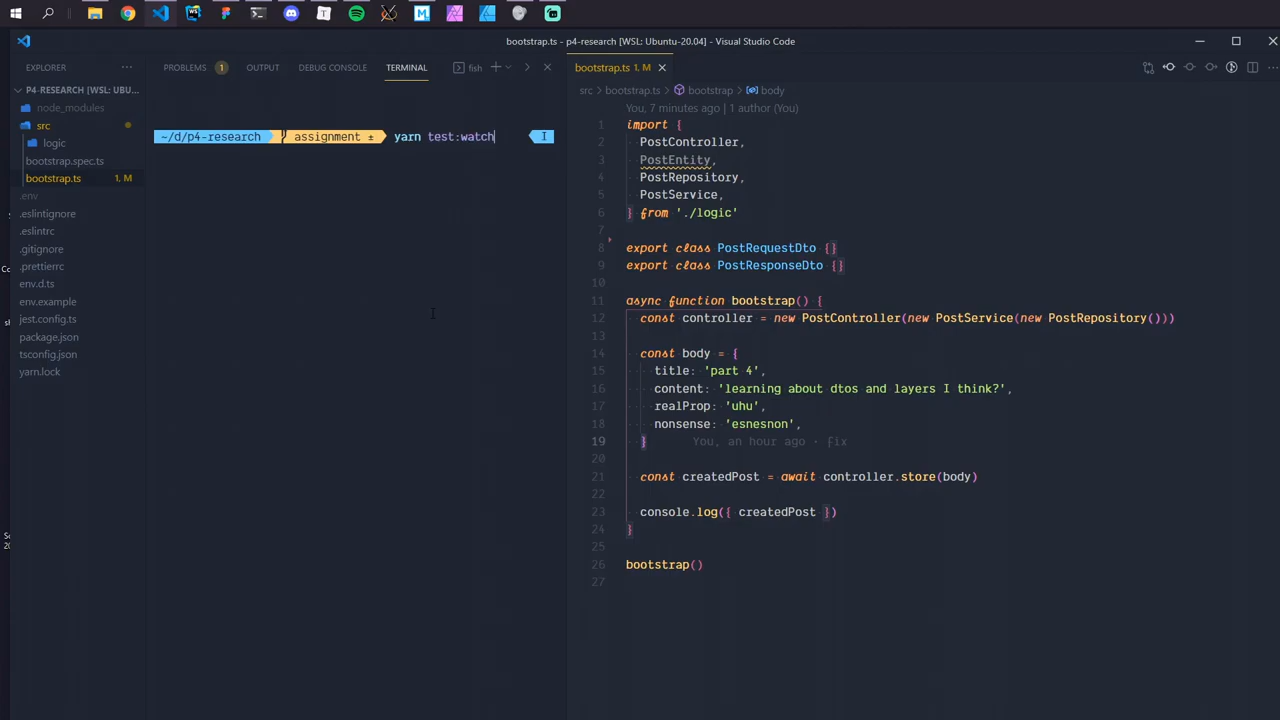 bootstrap.ts - p4-research [WSL: Ubuntu-20.04] - Visual Studio Code
EXPLORER
P4-RESEARCH [WSL: UBU...
node_modules
src
logic
bootstrap.spec.ts
bootstrap.ts 1, M
.env
.eslintignore
.eslintrc
.gitignore
.prettierrc
env.d.ts
env.example
jest.config.ts
package.json
tsconfig.json
yarn.lock
PROBLEMS 1 OUTPUT DEBUG CONSOLE TERMINAL fish
~/d/p4-research assignment ± yarn test:watch I
bootstrap.ts 1, M
src bootstrap.ts bootstrap body
You, 7 minutes ago | 1 author (You)
1 import {
2 PostController,
3 PostEntity,
4 PostRepository,
5 PostService,
6 } from './logic'
7
8 export class PostRequestDto {}
9 export class PostResponseDto {}
10
11 async function bootstrap() {
12 const controller = new PostController(new PostService(new PostRepository()))
13
14 const body = {
15 title: 'part 4',
16 content: 'learning about dtos and layers I think?',
17 realProp: 'uhu',
18 nonsense: 'esnesnon',
19 } You, an hour ago · fix
20
21 const createdPost = await controller.store(body)
22
23 console.log({ createdPost })
24 }
25
26 bootstrap()
27